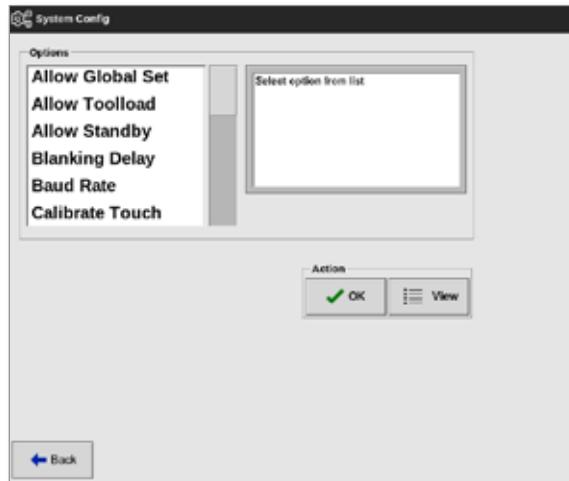 System Config
Options
Allow Global Set
Allow Toolload
Allow Standby
Blanking Delay
Baud Rate
Calibrate Touch
Select option from list
Action
OK
View
Back